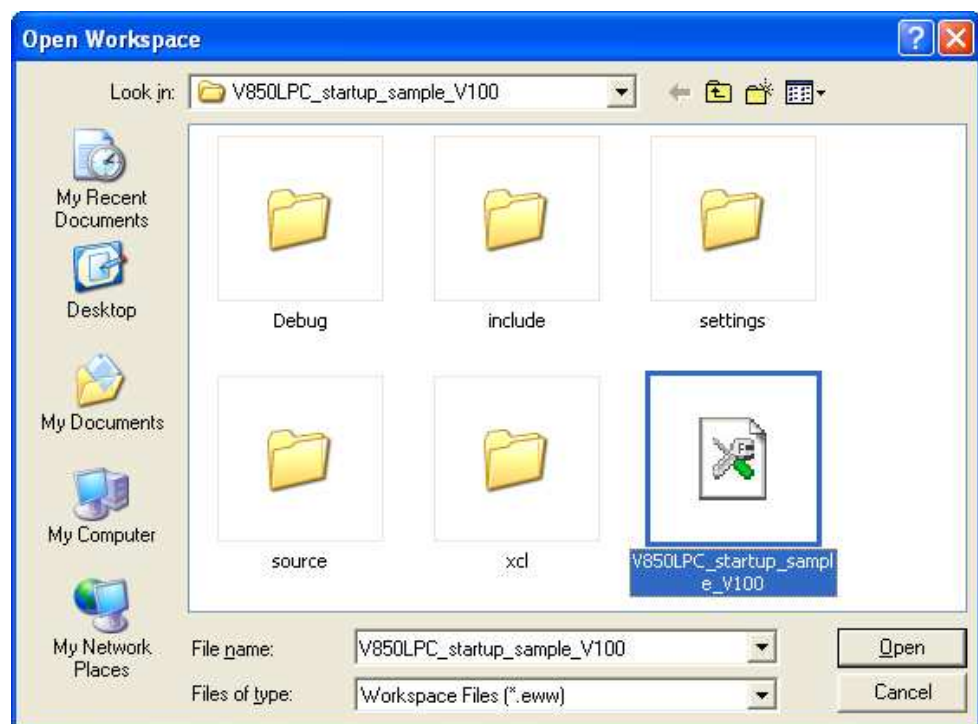 Open Workspace
Look in:
V850LPC_startup_sample_V100
My Recent
Documents
Desktop
My Documents
My Computer
My Network
Places
Debug
include
settings
source
xcl
V850LPC_startup_sampl
e_V100
File name:
V850LPC_startup_sample_V100
Open
Files of type:
Workspace Files (*.eww)
Cancel